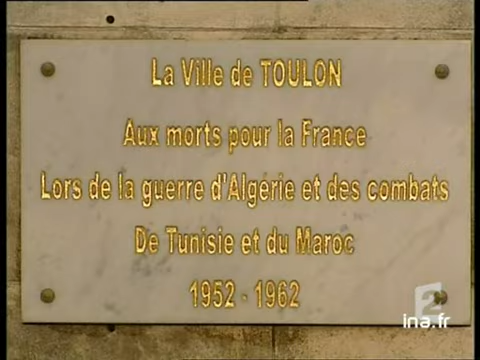 La Ville de TOULON
Aux morts pour la France
Lors de la guerre d'Algérie et des combats
De Tunisie et du Maroc
1952 - 1962
2
ina.fr